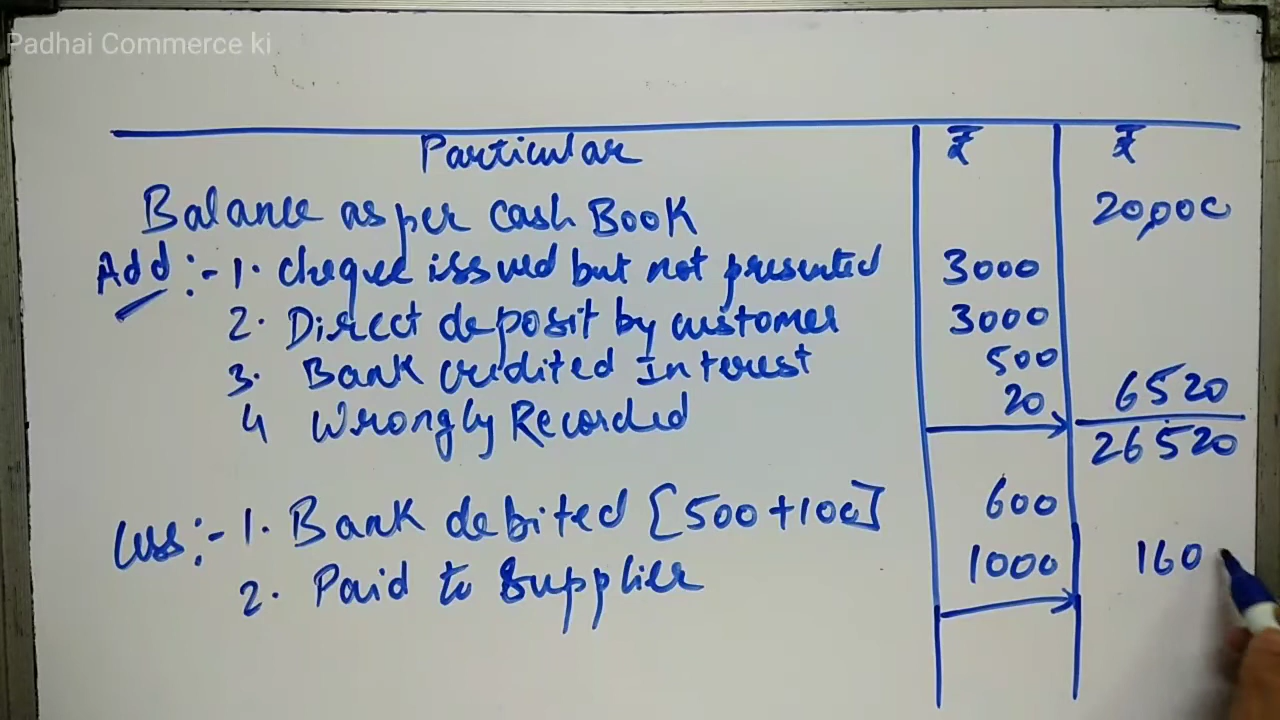 Padhai Commerce ki
Particular ₹ ₹
Balance as per cash Book 20,000
Add :- 1. cheque issued but not presented 3000
2. Direct deposit by customer 3000
3. Bank credited Interest 500
4 Wrongly Recorded 20 6520
26520
Less :- 1. Bank debited [500+100] 600
2. Paid to Supplier 1000 160